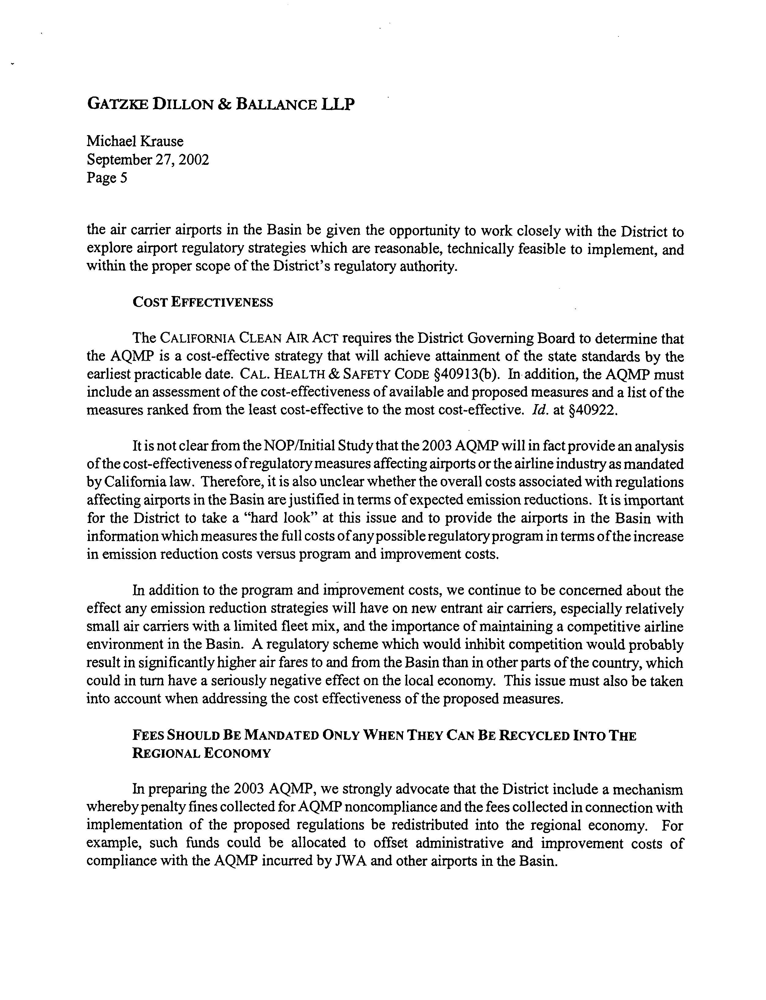 GATZKE DILLON & BALLANCE LLP
Michael Krause
September 27, 2002
Page 5
the air carrier airports in the Basin be given the opportunity to work closely with the District to
explore airport regulatory strategies which are reasonable, technically feasible to implement, and
within the proper scope of the District's regulatory authority.
COST EFFECTIVENESS
The CALIFORNIA CLEAN AIR ACT requires the District Governing Board to determine that
the AQMP is a cost-effective strategy that will achieve attainment of the state standards by the
earliest practicable date. CAL. HEALTH & SAFETY CODE §40913(b). In addition, the AQMP must
include an assessment of the cost-effectiveness of available and proposed measures and a list of the
measures ranked from the least cost-effective to the most cost-effective. Id. at §40922.
It is not clear from the NOP/Initial Study that the 2003 AQMP will in fact provide an analysis
of the cost-effectiveness of regulatory measures affecting airports or the airline industry as mandated
by California law. Therefore, it is also unclear whether the overall costs associated with regulations
affecting airports in the Basin are justified in terms of expected emission reductions. It is important
for the District to take a “hard look” at this issue and to provide the airports in the Basin with
information which measures the full costs of any possible regulatory program in terms of the increase
in emission reduction costs versus program and improvement costs.
In addition to the program and improvement costs, we continue to be concerned about the
effect any emission reduction strategies will have on new entrant air carriers, especially relatively
small air carriers with a limited fleet mix, and the importance of maintaining a competitive airline
environment in the Basin. A regulatory scheme which would inhibit competition would probably
result in significantly higher air fares to and from the Basin than in other parts of the country, which
could in turn have a seriously negative effect on the local economy. This issue must also be taken
into account when addressing the cost effectiveness of the proposed measures.
FEES SHOULD BE MANDATED ONLY WHEN THEY CAN BE RECYCLED INTO THE
REGIONAL ECONOMY
In preparing the 2003 AQMP, we strongly advocate that the District include a mechanism
whereby penalty fines collected for AQMP noncompliance and the fees collected in connection with
implementation of the proposed regulations be redistributed into the regional economy. For
example, such funds could be allocated to offset administrative and improvement costs of
compliance with the AQMP incurred by JWA and other airports in the Basin.